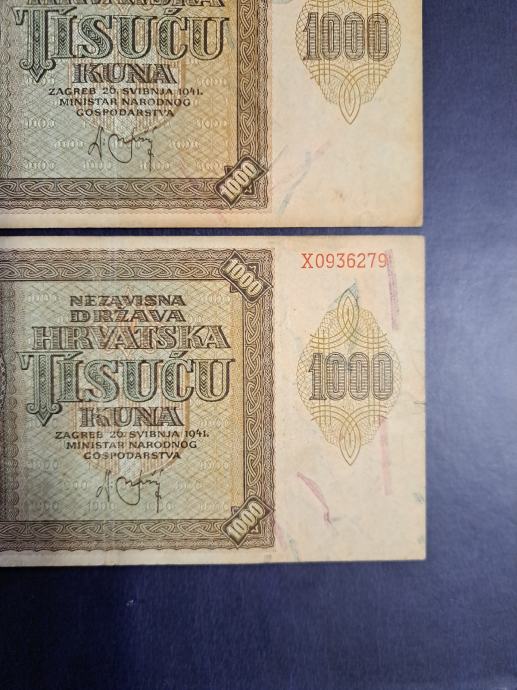 HRVATSKA
TISUĆU
1000
KUNA
ZAGREB 26. SVIBNJA 1941.
MINISTAR NARODNOG
GOSPODARSTVA
1000
1000
X0936279
NEZAVISNA
DRŽAVA
HRVATSKA
TISUĆU
1000
KUNA
ZAGREB 26. SVIBNJA 1941.
MINISTAR NARODNOG
GOSPODARSTVA
1000